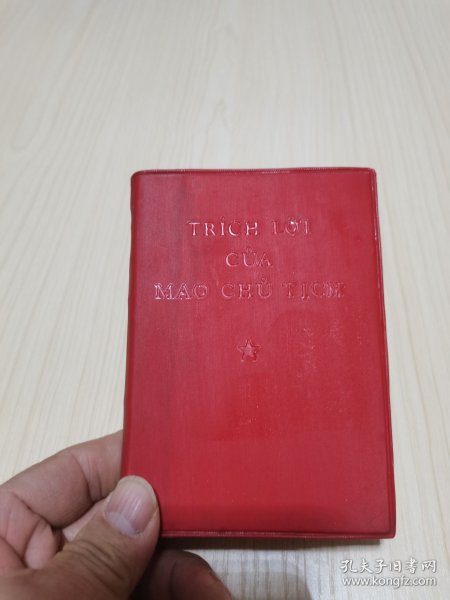 TRÍCH LỜI
CỦA
MAO CHỦ TỊCH
孔夫子旧书网
www.kongfz.com